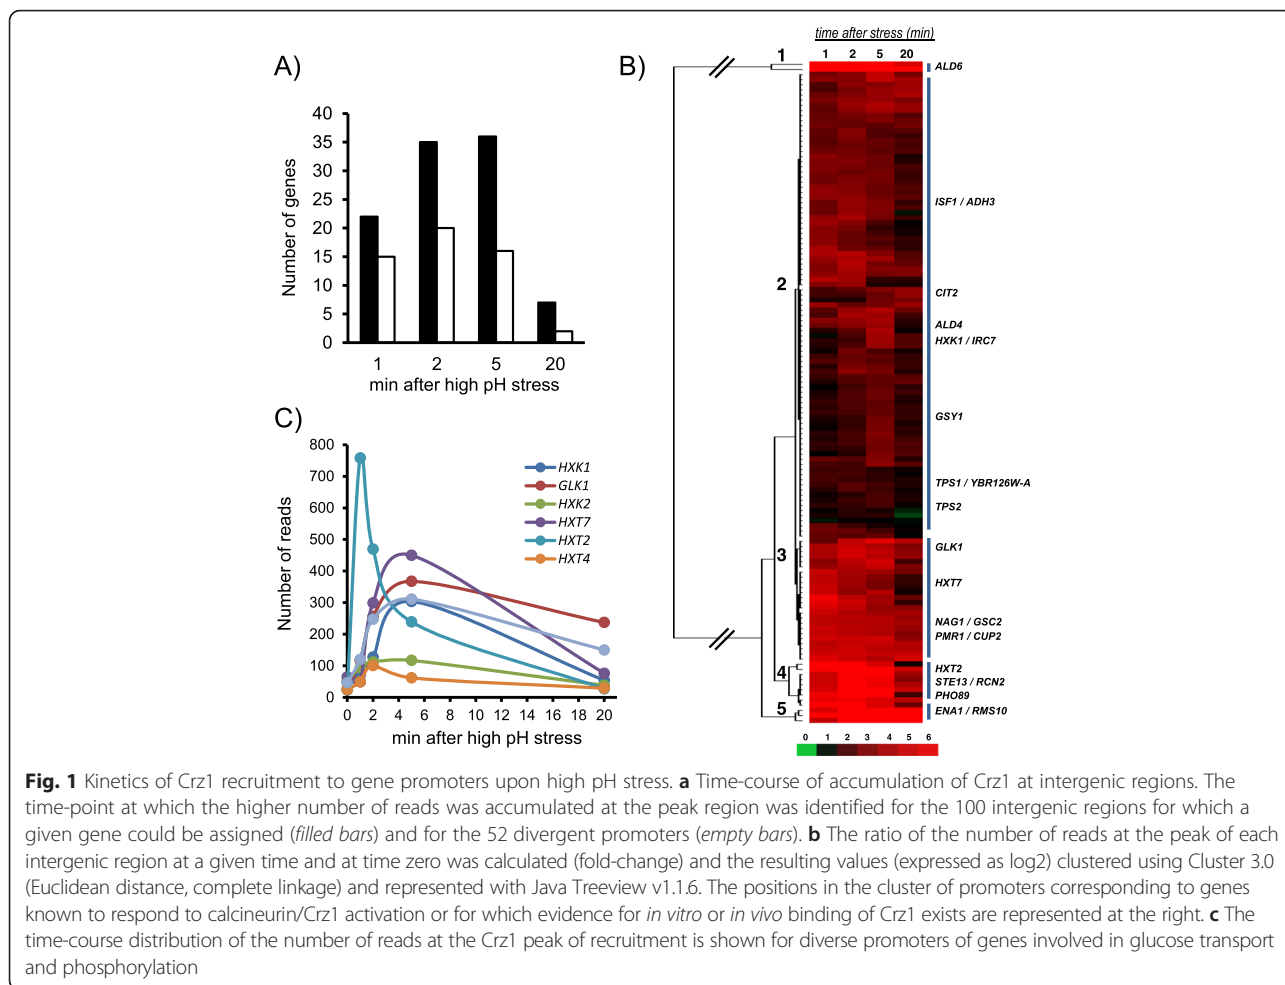 A)
Number of genes
40
35
30
25
20
15
10
5
0
1 2 5 20
min after high pH stress
B)
time after stress (min)
1 2 5 20
1
2
3
4
5
ALD6
ISF1 / ADH3
CIT2
ALD4
HXK1 / IRC7
GSY1
TPS1 / YBR126W-A
TPS2
GLK1
HXT7
NAG1 / GSC2
PMR1 / CUP2
HXT2
STE13 / RCN2
PHO89
ENA1 / RMS10
0 1 2 3 4 5 6
C)
Number of reads
800
700
600
500
400
300
200
100
0
0 2 4 6 8 10 12 14 16 18 20
min after high pH stress
HXK1
GLK1
HXK2
HXT7
HXT2
HXT4
Fig. 1 Kinetics of Crz1 recruitment to gene promoters upon high pH stress. a Time-course of accumulation of Crz1 at intergenic regions. The
time-point at which the higher number of reads was accumulated at the peak region was identified for the 100 intergenic regions for which a
given gene could be assigned (filled bars) and for the 52 divergent promoters (empty bars). b The ratio of the number of reads at the peak of each
intergenic region at a given time and at time zero was calculated (fold-change) and the resulting values (expressed as log2) clustered using Cluster 3.0
(Euclidean distance, complete linkage) and represented with Java Treeview v1.1.6. The positions in the cluster of promoters corresponding to genes
known to respond to calcineurin/Crz1 activation or for which evidence for in vitro or in vivo binding of Crz1 exists are represented at the right. c The
time-course distribution of the number of reads at the Crz1 peak of recruitment is shown for diverse promoters of genes involved in glucose transport
and phosphorylation